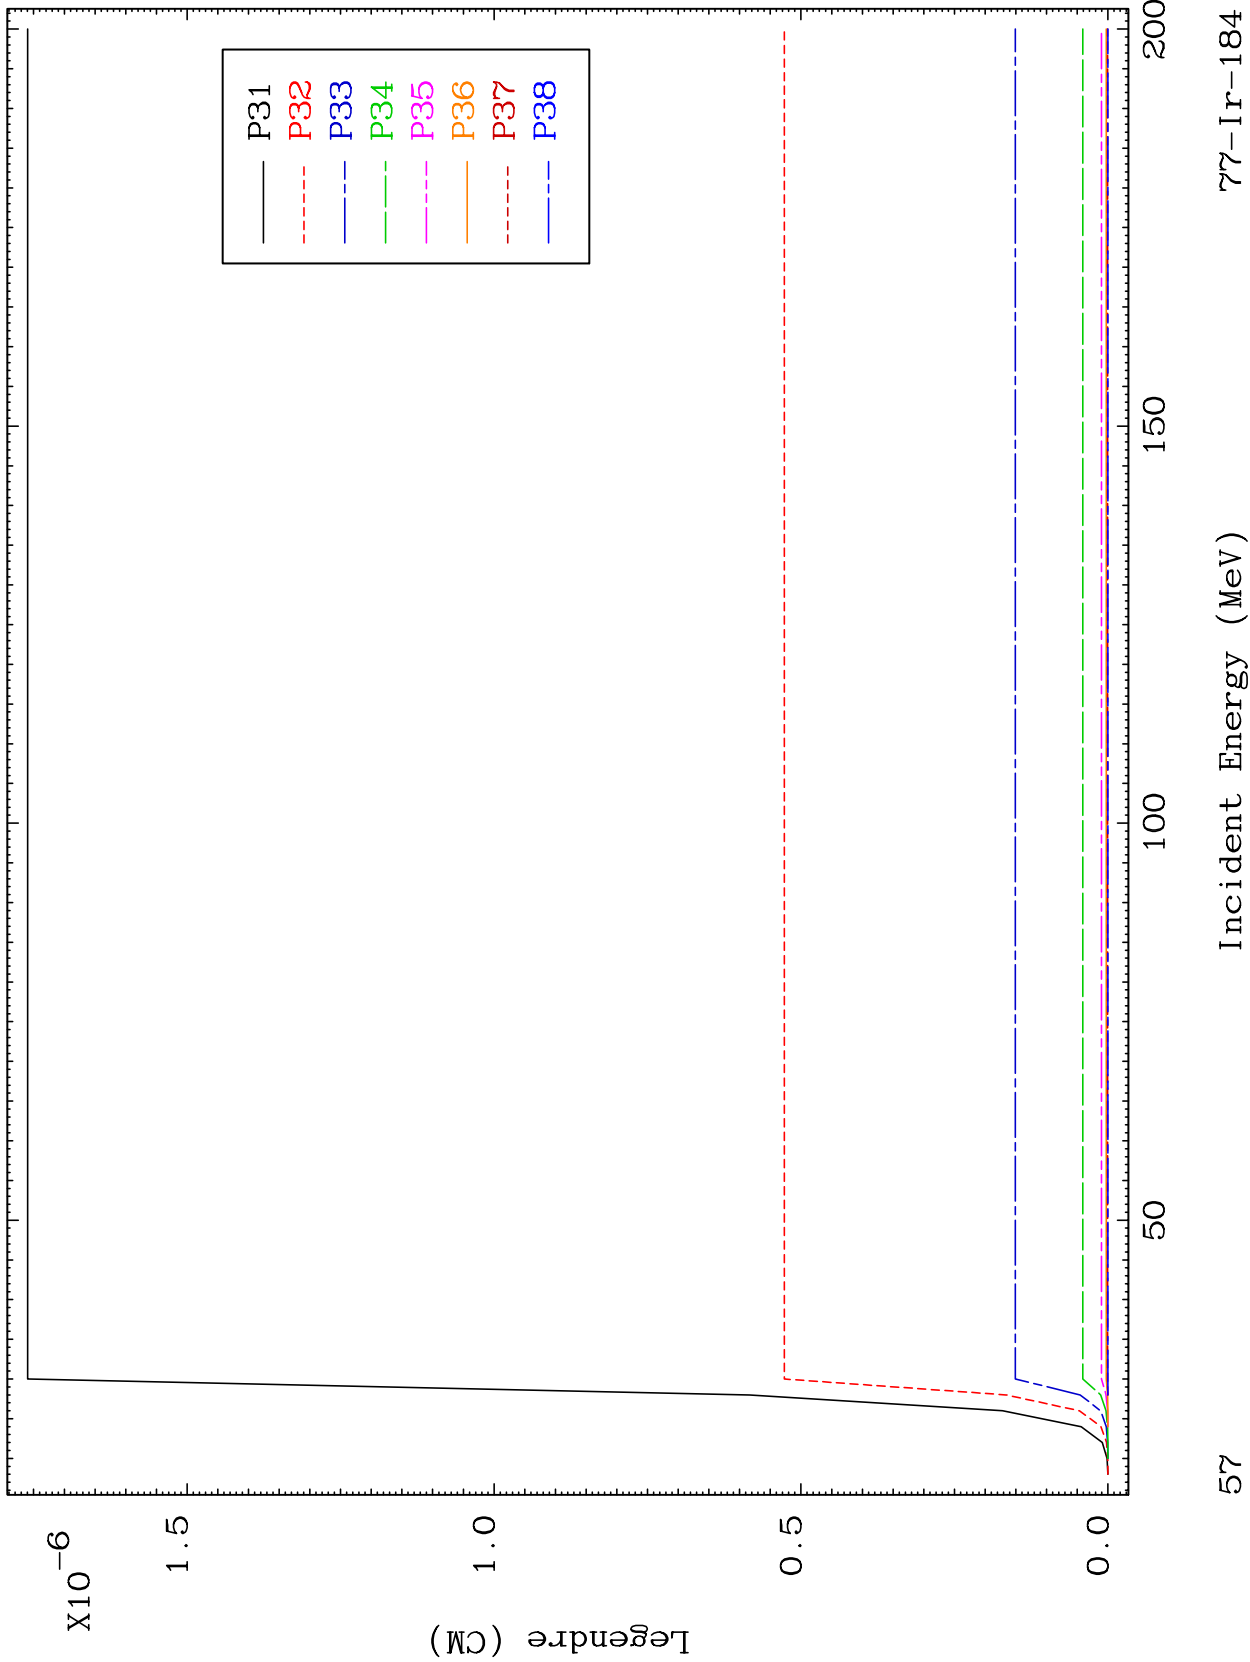 X10-6
1.5
1.0
0.5
0.0
Legendre (CM)
P31
P32
P33
P34
P35
P36
P37
P38
50
100
150
200
Incident Energy (MeV)
57
77-Ir-184